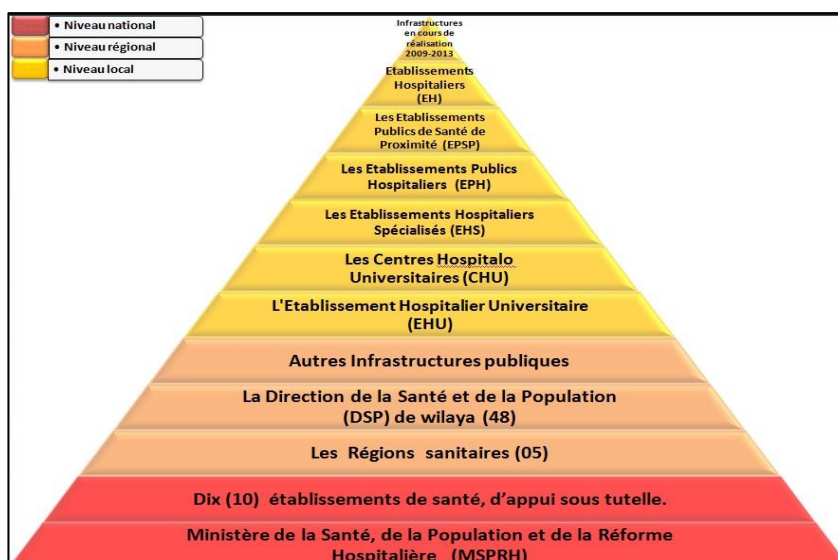 • Niveau national
• Niveau régional
• Niveau local
Infrastructures
en cours de
réalisation
2009-2013
Etablissements
Hospitaliers
(EH)
Les Etablissements
Publics de Santé de
Proximité (EPSP)
Les Etablissements Publics
Hospitaliers (EPH)
Les Etablissements Hospitaliers
Spécialisés (EHS)
Les Centres Hospitalo
Universitaires (CHU)
L'Etablissement Hospitalier Universitaire
(EHU)
Autres Infrastructures publiques
La Direction de la Santé et de la Population
(DSP) de wilaya (48)
Les Régions sanitaires (05)
Dix (10) établissements de santé, d’appui sous tutelle.
Ministère de la Santé, de la Population et de la Réforme
Hospitalière (MSPRH)